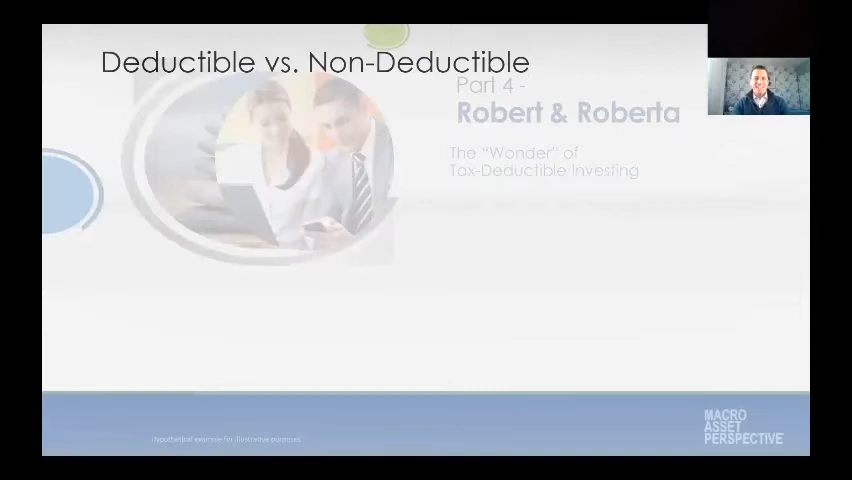 Deductible vs. Non-Deductible
Part 4 -
Robert & Roberta
The “Wonder” of
Tax-Deductible Investing
Hypothetical example for illustrative purposes
MACRO
ASSET
PERSPECTIVE